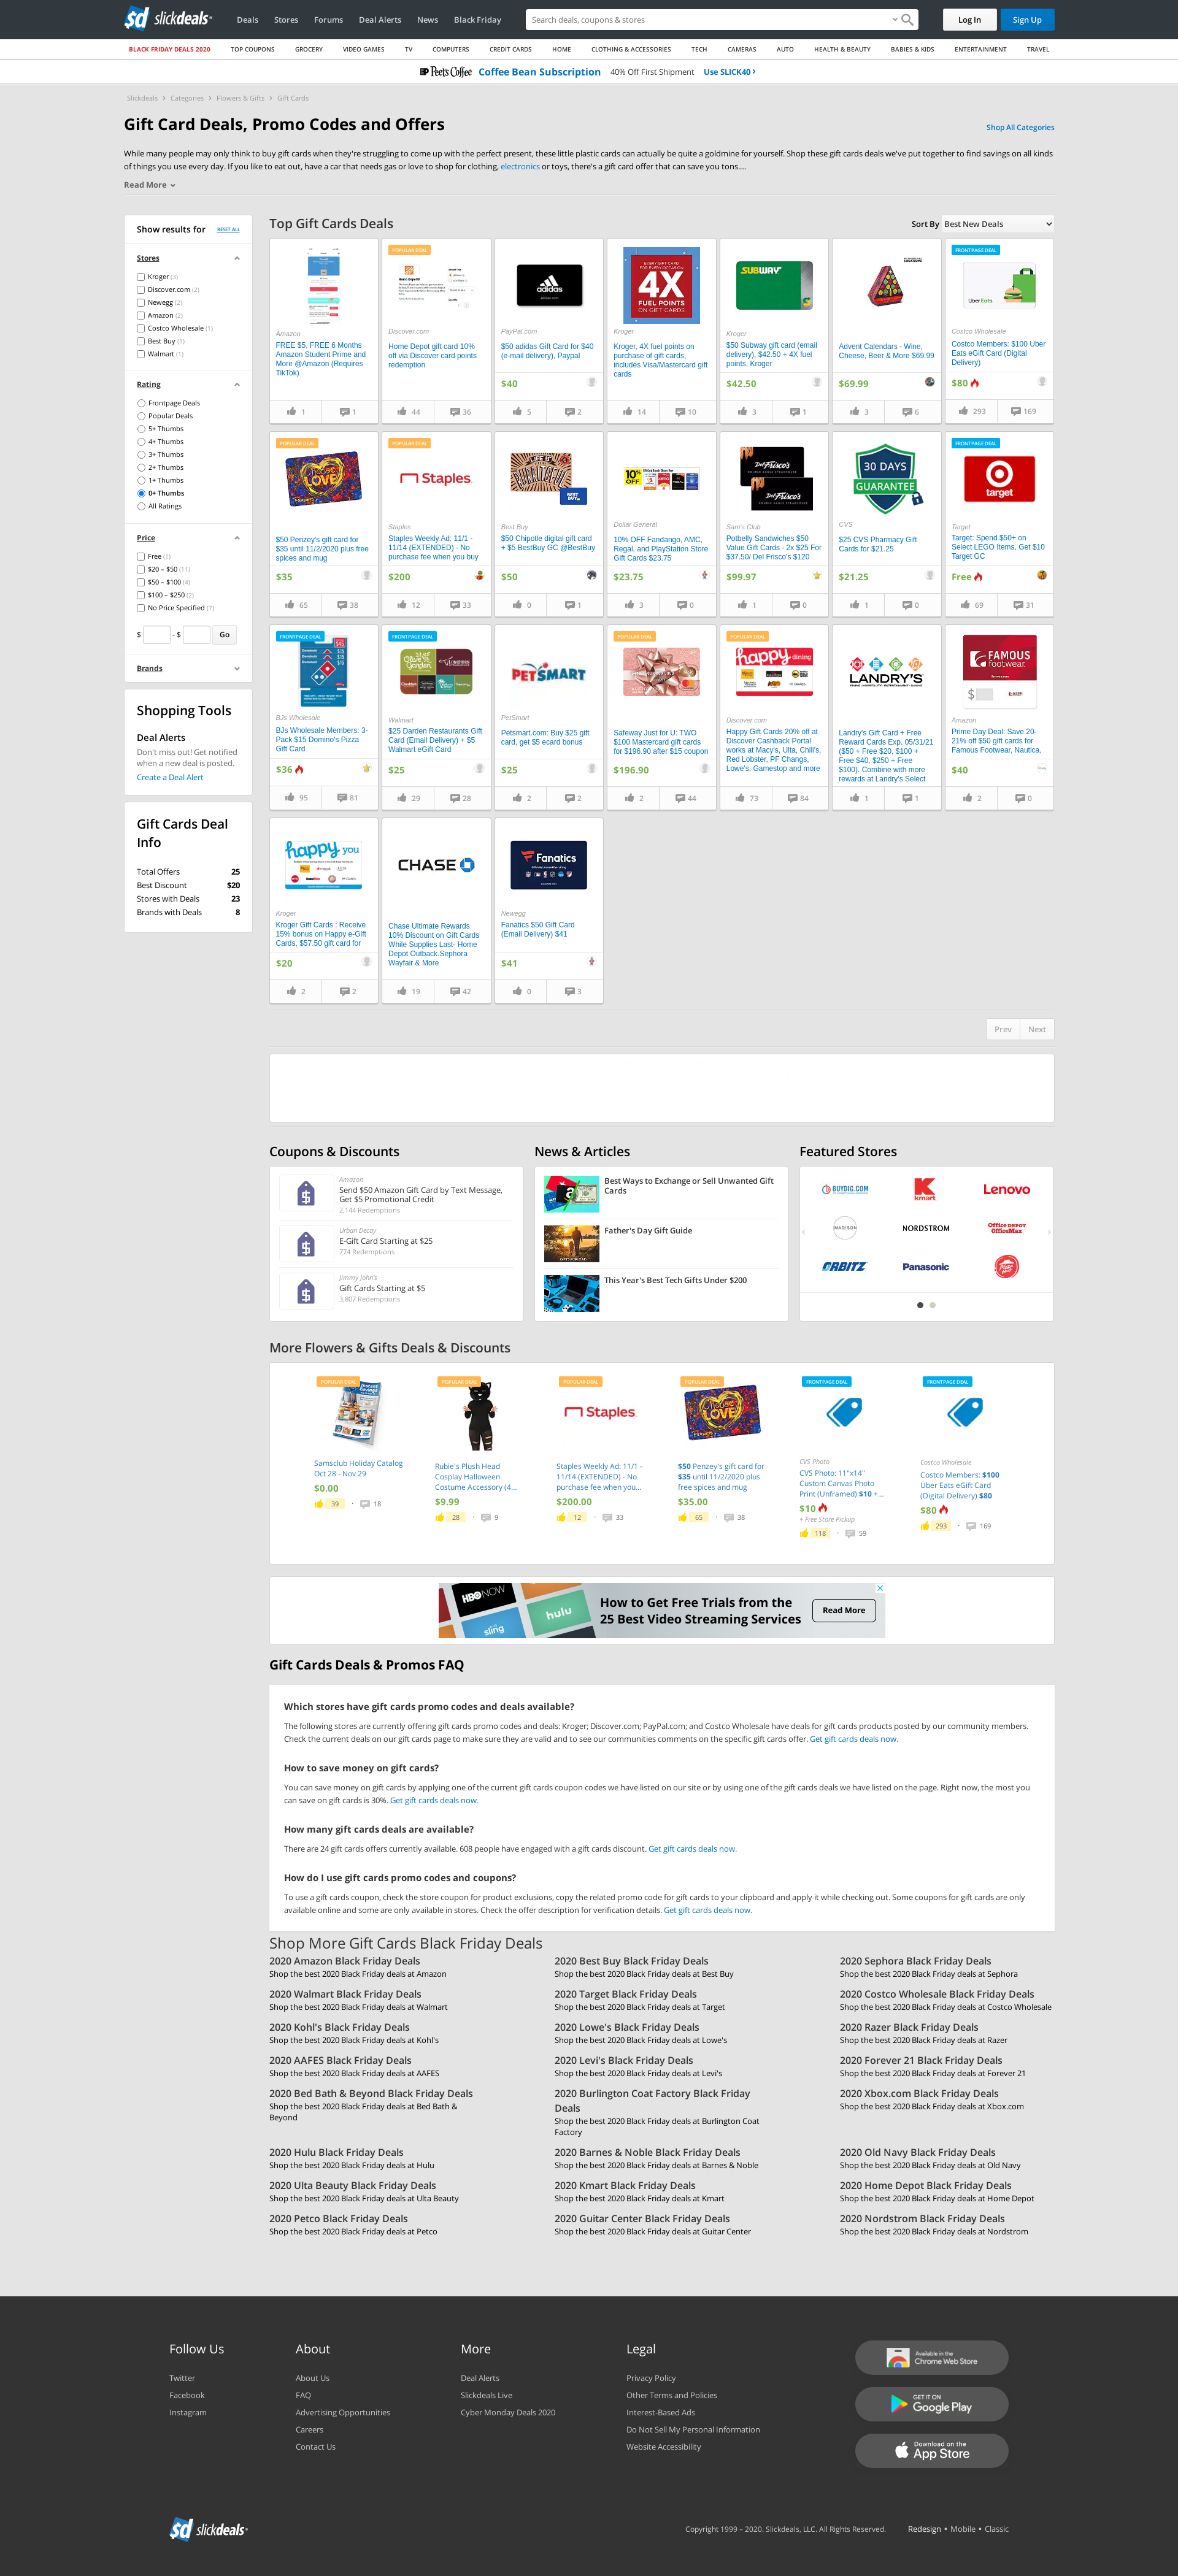 slickdeals
Deals
Stores
Forums
Deal Alerts
News
Black Friday
Search deals, coupons & stores
Log In
Sign Up
BLACK FRIDAY DEALS 2020
TOP COUPONS
GROCERY
VIDEO GAMES
TV
COMPUTERS
CREDIT CARDS
HOME
CLOTHING & ACCESSORIES
TECH
CAMERAS
AUTO
HEALTH & BEAUTY
BABIES & KIDS
ENTERTAINMENT
TRAVEL
Peet's Coffee Coffee Bean Subscription 40% Off First Shipment Use SLICK40 ›
Slickdeals › Categories › Flowers & Gifts › Gift Cards
Gift Card Deals, Promo Codes and Offers
Shop All Categories
While many people may only think to buy gift cards when they're struggling to come up with the perfect present, these little plastic cards can actually be quite a goldmine for yourself. Shop these gift cards deals we've put together to find savings on all kinds
of things you use every day. If you like to eat out, have a car that needs gas or love to shop for clothing, electronics or toys, there's a gift card offer that can save you tons....
Read More
Show results for
RESET ALL
Stores
Kroger (3)
Discover.com (2)
Newegg (2)
Amazon (2)
Costco Wholesale (1)
Best Buy (1)
Walmart (1)
Rating
Frontpage Deals
Popular Deals
5+ Thumbs
4+ Thumbs
3+ Thumbs
2+ Thumbs
1+ Thumbs
0+ Thumbs
All Ratings
Price
Free (1)
$20 – $50 (11)
$50 – $100 (4)
$100 – $250 (2)
No Price Specified (7)
$ - $ Go
Brands
Shopping Tools
Deal Alerts
Don't miss out! Get notified
when a new deal is posted.
Create a Deal Alert
Gift Cards Deal
Info
Total Offers 25
Best Discount $20
Stores with Deals 23
Brands with Deals 8
Top Gift Cards Deals
Sort By Best New Deals
Amazon
FREE $5, FREE 6 Months
Amazon Student Prime and
More @Amazon (Requires
TikTok)
1 1
POPULAR DEAL
Discover.com
Home Depot gift card 10%
off via Discover card points
redemption
44 36
adidas
PayPal.com
$50 adidas Gift Card for $40
(e-mail delivery), Paypal
$40
5 2
4X
FUEL POINTS
ON GIFT CARDS
Kroger
Kroger, 4X fuel points on
purchase of gift cards,
includes Visa/Mastercard gift
cards
14 10
SUBWAY
Kroger
$50 Subway gift card (email
delivery), $42.50 + 4X fuel
points, Kroger
$42.50
3 1
Advent Calendars - Wine,
Cheese, Beer & More $69.99
$69.99
3 6
FRONTPAGE DEAL
Uber Eats
Costco Wholesale
Costco Members: $100 Uber
Eats eGift Card (Digital
Delivery)
$80
293 169
POPULAR DEAL
LOVE
$50 Penzey's gift card for
$35 until 11/2/2020 plus free
spices and mug
$35
65 38
POPULAR DEAL
Staples
Staples
Staples Weekly Ad: 11/1 -
11/14 (EXTENDED) - No
purchase fee when you buy
$200
12 33
BEST BUY
Best Buy
$50 Chipotle digital gift card
+ $5 BestBuy GC @BestBuy
$50
0 1
10% OFF
Dollar General
10% OFF Fandango, AMC,
Regal, and PlayStation Store
Gift Cards $23.75
$23.75
3 0
Del Frisco's
Del Frisco's
Sam's Club
Potbelly Sandwiches $50
Value Gift Cards - 2x $25 For
$37.50/ Del Frisco's $120
$99.97
1 0
30 DAYS
GUARANTEE
CVS
$25 CVS Pharmacy Gift
Cards for $21.25
$21.25
1 0
FRONTPAGE DEAL
target
Target
Target: Spend $50+ on
Select LEGO Items, Get $10
Target GC
Free
69 31
FRONTPAGE DEAL
BJs Wholesale
BJs Wholesale Members: 3-
Pack $15 Domino's Pizza
Gift Card
$36
95 81
FRONTPAGE DEAL
Olive Garden
Walmart
$25 Darden Restaurants Gift
Card (Email Delivery) + $5
Walmart eGift Card
$25
29 28
PETSMART
PetSmart
Petsmart.com: Buy $25 gift
card, get $5 ecard bonus
$25
2 2
POPULAR DEAL
Safeway Just for U: TWO
$100 Mastercard gift cards
for $196.90 after $15 coupon
$196.90
2 44
POPULAR DEAL
happy dining
Discover.com
Happy Gift Cards 20% off at
Discover Cashback Portal
works at Macy's, Ulta, Chili's,
Red Lobster, PF Changs,
Lowe's, Gamestop and more
73 84
LANDRY'S
Landry's Gift Card + Free
Reward Cards Exp. 05/31/21
($50 + Free $20, $100 +
Free $40, $250 + Free
$100). Combine with more
rewards at Landry's Select
1 1
FAMOUS
footwear
$
Amazon
Prime Day Deal: Save 20-
21% off $50 gift cards for
Famous Footwear, Nautica,
$40
2 0
happy you
Kroger
Kroger Gift Cards : Receive
15% bonus on Happy e-Gift
Cards, $57.50 gift card for
$20
2 2
CHASE
Chase Ultimate Rewards
10% Discount on Gift Cards
While Supplies Last- Home
Depot Outback.Sephora
Wayfair & More
19 42
Fanatics
Newegg
Fanatics $50 Gift Card
(Email Delivery) $41
$41
0 3
Prev
Next
Coupons & Discounts
Amazon
Send $50 Amazon Gift Card by Text Message,
Get $5 Promotional Credit
2,144 Redemptions
Urban Decay
E-Gift Card Starting at $25
774 Redemptions
Jimmy John's
Gift Cards Starting at $5
3,807 Redemptions
News & Articles
Best Ways to Exchange or Sell Unwanted Gift
Cards
Father's Day Gift Guide
This Year's Best Tech Gifts Under $200
Featured Stores
BUYDIG.COM
kmart
Lenovo
MADISON
NORDSTROM
Office DEPOT
OfficeMax
ORBITZ
Panasonic
More Flowers & Gifts Deals & Discounts
POPULAR DEAL
Instant Savings
Samsclub Holiday Catalog
Oct 28 - Nov 29
$0.00
39 • 18
POPULAR DEAL
Rubie's Plush Head
Cosplay Halloween
Costume Accessory (4...
$9.99
28 • 9
POPULAR DEAL
Staples
Staples Weekly Ad: 11/1 -
11/14 (EXTENDED) - No
purchase fee when you...
$200.00
12 • 33
POPULAR DEAL
LOVE
$50 Penzey's gift card for
$35 until 11/2/2020 plus
free spices and mug
$35.00
65 • 38
FRONTPAGE DEAL
CVS Photo
CVS Photo: 11"x14"
Custom Canvas Photo
Print (Unframed) $10 +...
$10
+ Free Store Pickup
118 • 59
FRONTPAGE DEAL
Costco Wholesale
Costco Members: $100
Uber Eats eGift Card
(Digital Delivery) $80
$80
293 • 169
HBO NOW
sling
hulu
How to Get Free Trials from the
25 Best Video Streaming Services
Read More
Gift Cards Deals & Promos FAQ
Which stores have gift cards promo codes and deals available?
The following stores are currently offering gift cards promo codes and deals: Kroger; Discover.com; PayPal.com; and Costco Wholesale have deals for gift cards products posted by our community members.
Check the current deals on our gift cards page to make sure they are valid and to see our communities comments on the specific gift cards offer. Get gift cards deals now.
How to save money on gift cards?
You can save money on gift cards by applying one of the current gift cards coupon codes we have listed on our site or by using one of the gift cards deals we have listed on the page. Right now, the most you
can save on gift cards is 30%. Get gift cards deals now.
How many gift cards deals are available?
There are 24 gift cards offers currently available. 608 people have engaged with a gift cards discount. Get gift cards deals now.
How do I use gift cards promo codes and coupons?
To use a gift cards coupon, check the store coupon for product exclusions, copy the related promo code for gift cards to your clipboard and apply it while checking out. Some coupons for gift cards are only
available online and some are only available in stores. Check the offer description for verification details. Get gift cards deals now.
Shop More Gift Cards Black Friday Deals
2020 Amazon Black Friday Deals
Shop the best 2020 Black Friday deals at Amazon
2020 Best Buy Black Friday Deals
Shop the best 2020 Black Friday deals at Best Buy
2020 Sephora Black Friday Deals
Shop the best 2020 Black Friday deals at Sephora
2020 Walmart Black Friday Deals
Shop the best 2020 Black Friday deals at Walmart
2020 Target Black Friday Deals
Shop the best 2020 Black Friday deals at Target
2020 Costco Wholesale Black Friday Deals
Shop the best 2020 Black Friday deals at Costco Wholesale
2020 Kohl's Black Friday Deals
Shop the best 2020 Black Friday deals at Kohl's
2020 Lowe's Black Friday Deals
Shop the best 2020 Black Friday deals at Lowe's
2020 Razer Black Friday Deals
Shop the best 2020 Black Friday deals at Razer
2020 AAFES Black Friday Deals
Shop the best 2020 Black Friday deals at AAFES
2020 Levi's Black Friday Deals
Shop the best 2020 Black Friday deals at Levi's
2020 Forever 21 Black Friday Deals
Shop the best 2020 Black Friday deals at Forever 21
2020 Bed Bath & Beyond Black Friday Deals
Shop the best 2020 Black Friday deals at Bed Bath &
Beyond
2020 Burlington Coat Factory Black Friday
Deals
Shop the best 2020 Black Friday deals at Burlington Coat
Factory
2020 Xbox.com Black Friday Deals
Shop the best 2020 Black Friday deals at Xbox.com
2020 Hulu Black Friday Deals
Shop the best 2020 Black Friday deals at Hulu
2020 Barnes & Noble Black Friday Deals
Shop the best 2020 Black Friday deals at Barnes & Noble
2020 Old Navy Black Friday Deals
Shop the best 2020 Black Friday deals at Old Navy
2020 Ulta Beauty Black Friday Deals
Shop the best 2020 Black Friday deals at Ulta Beauty
2020 Kmart Black Friday Deals
Shop the best 2020 Black Friday deals at Kmart
2020 Home Depot Black Friday Deals
Shop the best 2020 Black Friday deals at Home Depot
2020 Petco Black Friday Deals
Shop the best 2020 Black Friday deals at Petco
2020 Guitar Center Black Friday Deals
Shop the best 2020 Black Friday deals at Guitar Center
2020 Nordstrom Black Friday Deals
Shop the best 2020 Black Friday deals at Nordstrom
Follow Us
Twitter
Facebook
Instagram
About
About Us
FAQ
Advertising Opportunities
Careers
Contact Us
More
Deal Alerts
Slickdeals Live
Cyber Monday Deals 2020
Legal
Privacy Policy
Other Terms and Policies
Interest-Based Ads
Do Not Sell My Personal Information
Website Accessibility
Available in the
Chrome Web Store
GET IT ON
Google Play
Download on the
App Store
slickdeals
Copyright 1999 – 2020. Slickdeals, LLC. All Rights Reserved.
Redesign • Mobile • Classic